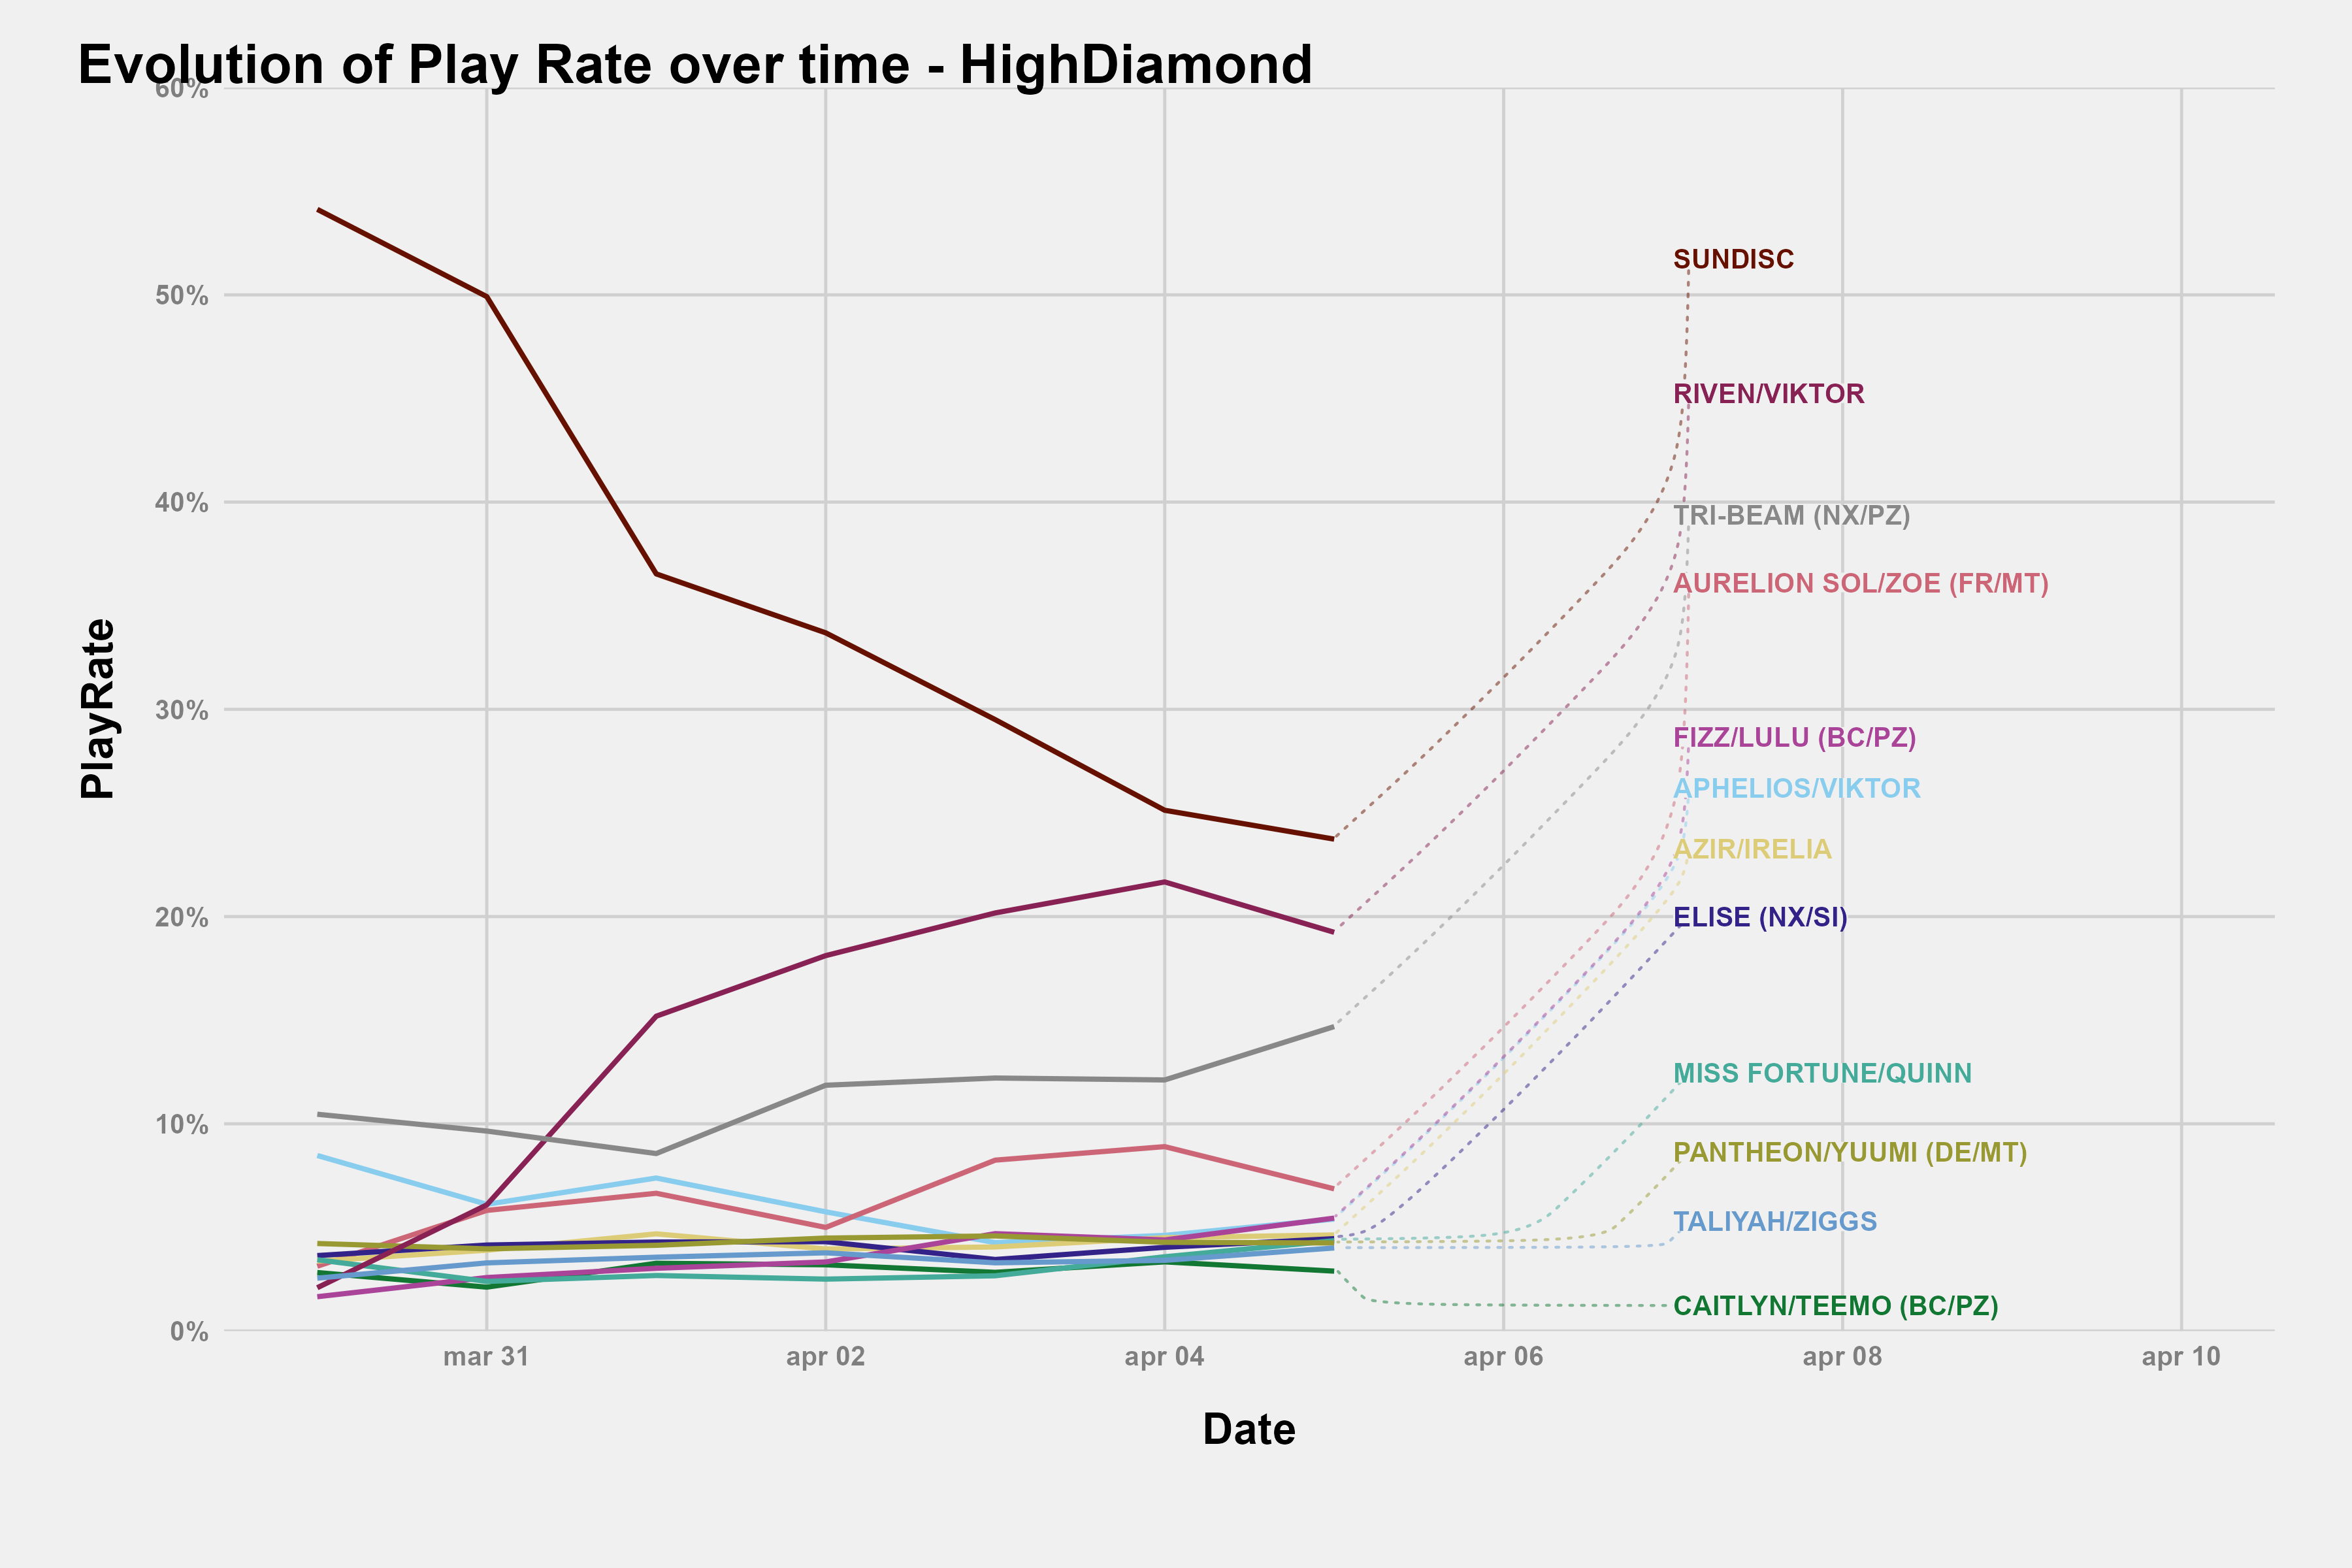 Evolution of Play Rate over time - HighDiamond
60%
50%
40%
30%
20%
10%
0%
PlayRate
SUNDISC
RIVEN/VIKTOR
TRI-BEAM (NX/PZ)
AURELION SOL/ZOE (FR/MT)
FIZZ/LULU (BC/PZ)
APHELIOS/VIKTOR
AZIR/IRELIA
ELISE (NX/SI)
MISS FORTUNE/QUINN
PANTHEON/YUUMI (DE/MT)
TALIYAH/ZIGGS
CAITLYN/TEEMO (BC/PZ)
mar 31 apr 02 apr 04 apr 06 apr 08 apr 10
Date